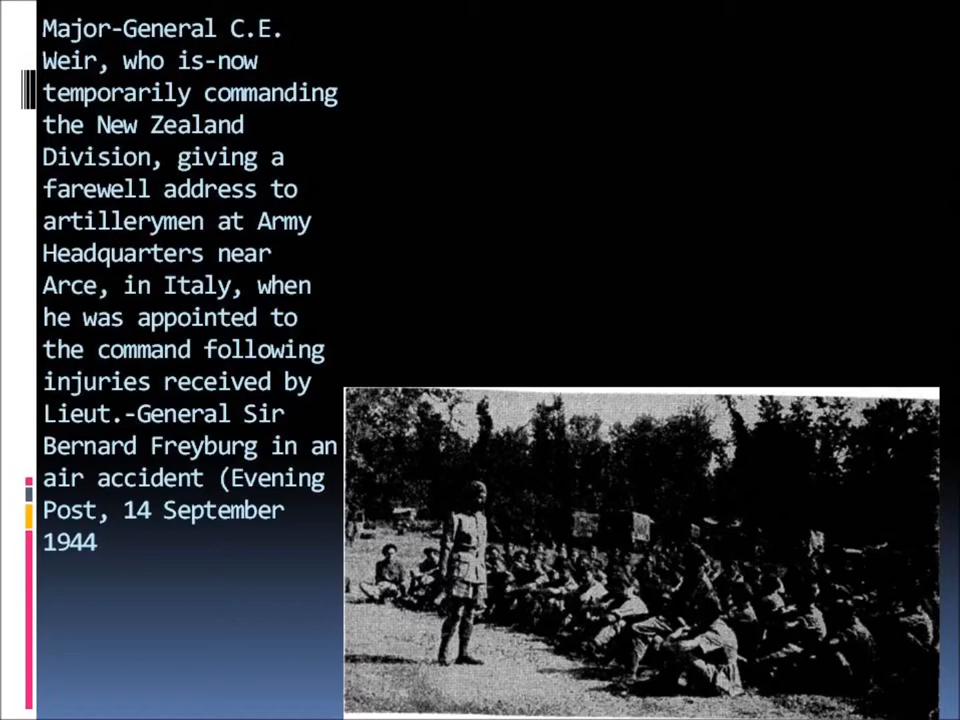 Major-General C.E.
Weir, who is-now
temporarily commanding
the New Zealand
Division, giving a
farewell address to
artillerymen at Army
Headquarters near
Arce, in Italy, when
he was appointed to
the command following
injuries received by
Lieut.-General Sir
Bernard Freyburg in an
air accident (Evening
Post, 14 September
1944